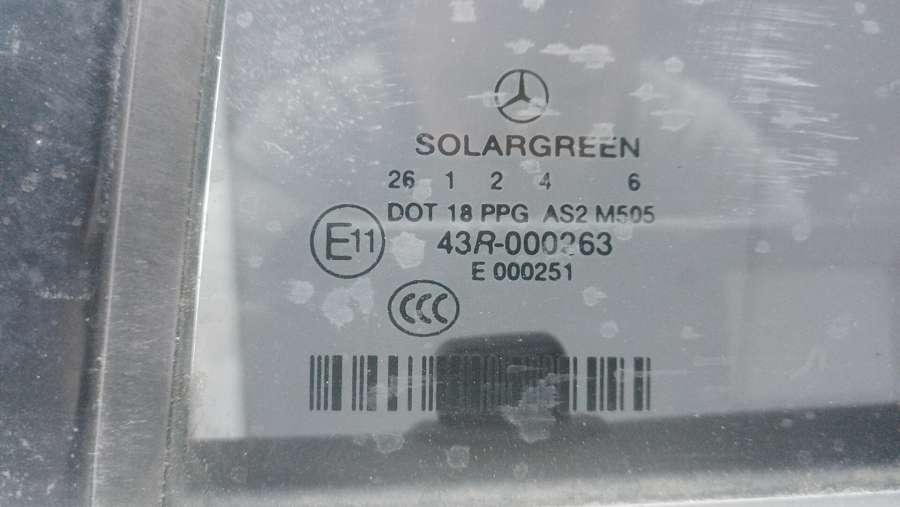 SOLARGREEN
26 1 2 4 6
DOT 18 PPG AS2 M505
E11
43R-000263
E 000251
CCC